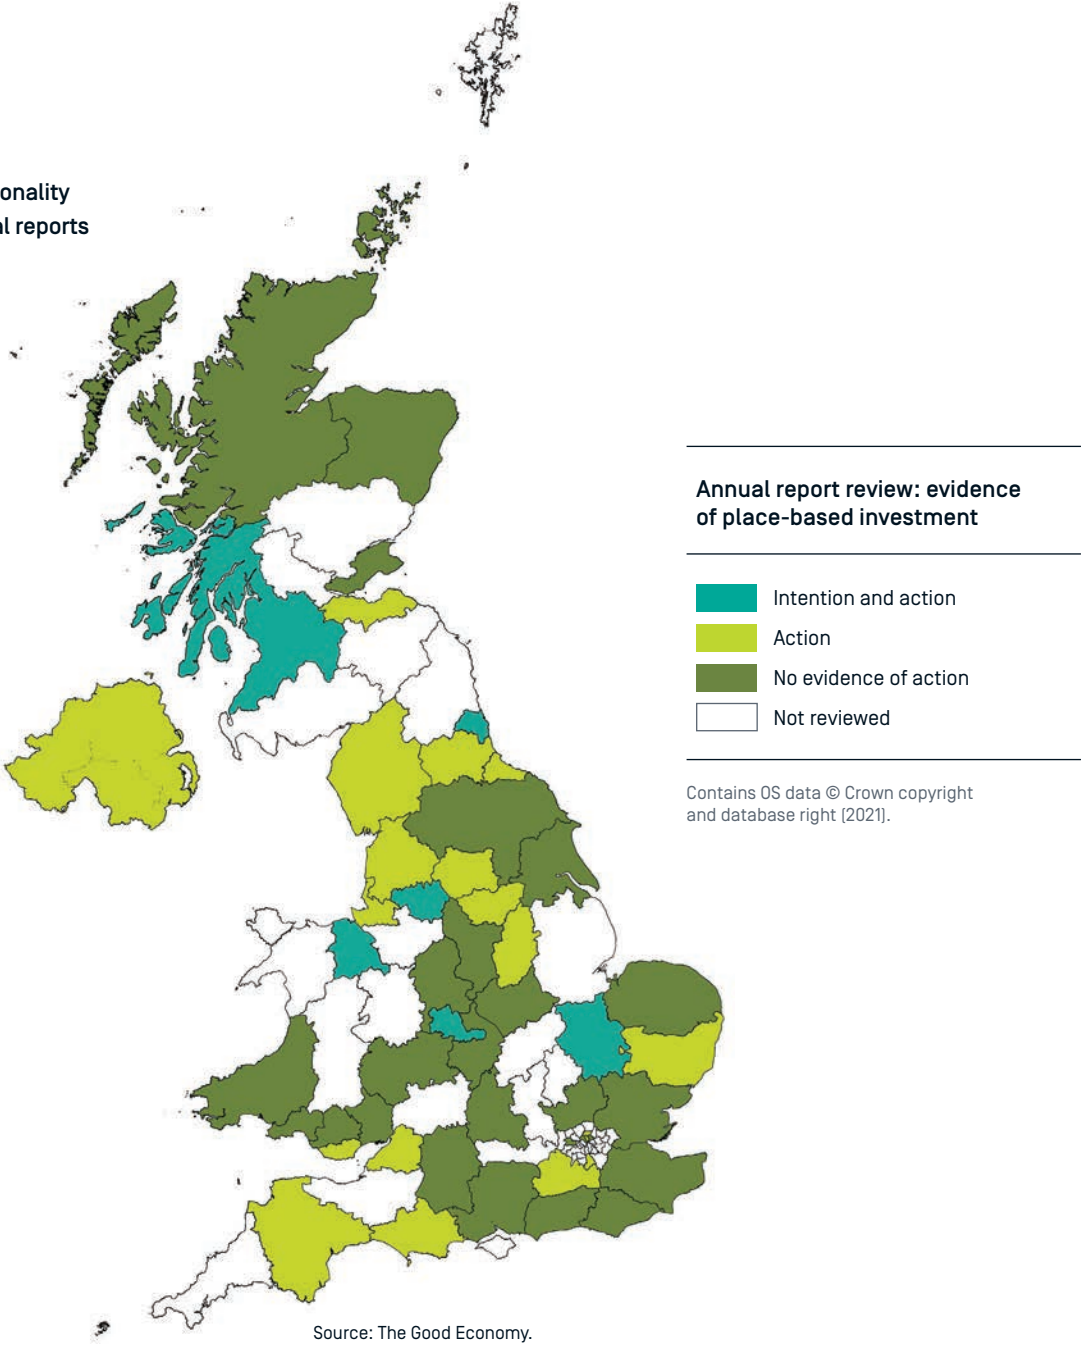 onality
al reports
Annual report review: evidence
of place-based investment
Intention and action
Action
No evidence of action
Not reviewed
Contains OS data © Crown copyright
and database right (2021).
Source: The Good Economy.